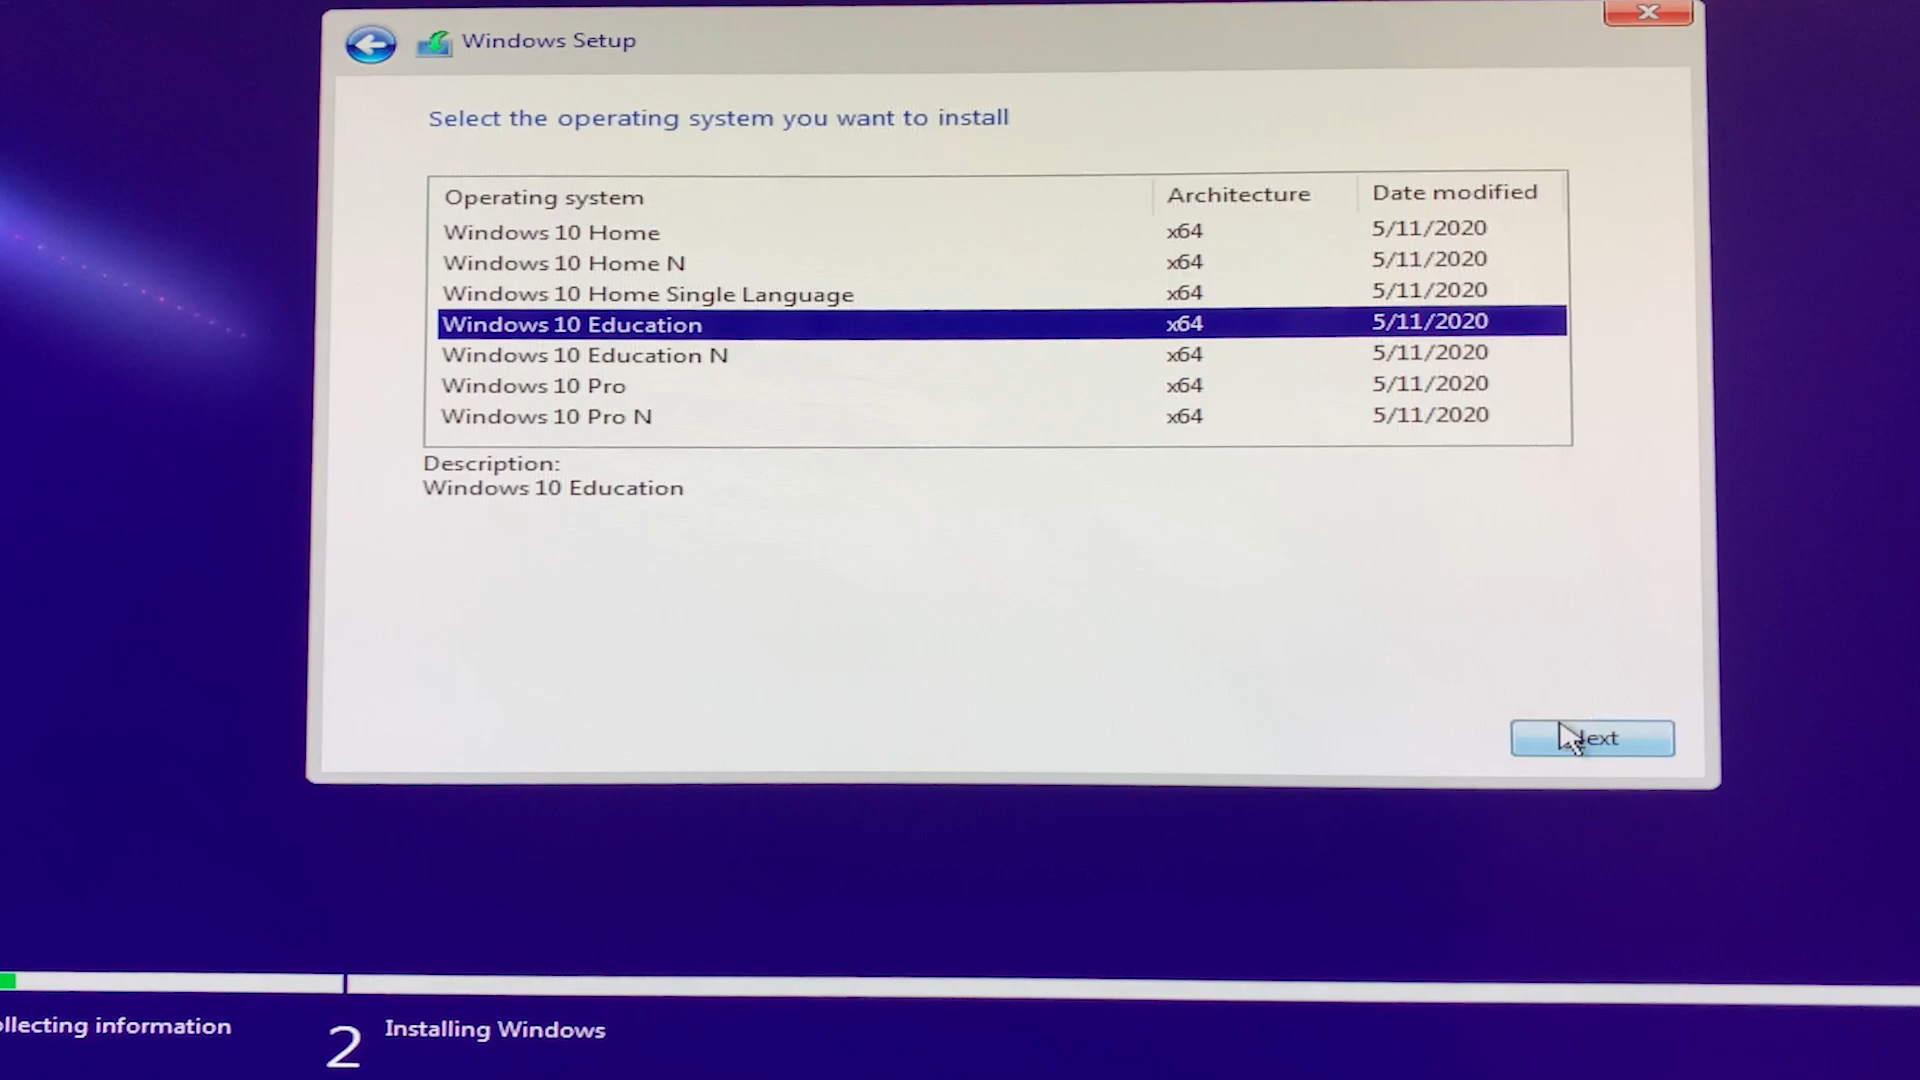 Windows Setup
Select the operating system you want to install
Operating system Architecture Date modified
Windows 10 Home x64 5/11/2020
Windows 10 Home N x64 5/11/2020
Windows 10 Home Single Language x64 5/11/2020
Windows 10 Education x64 5/11/2020
Windows 10 Education N x64 5/11/2020
Windows 10 Pro x64 5/11/2020
Windows 10 Pro N x64 5/11/2020
Description:
Windows 10 Education
ext
ollecting information
2 Installing Windows